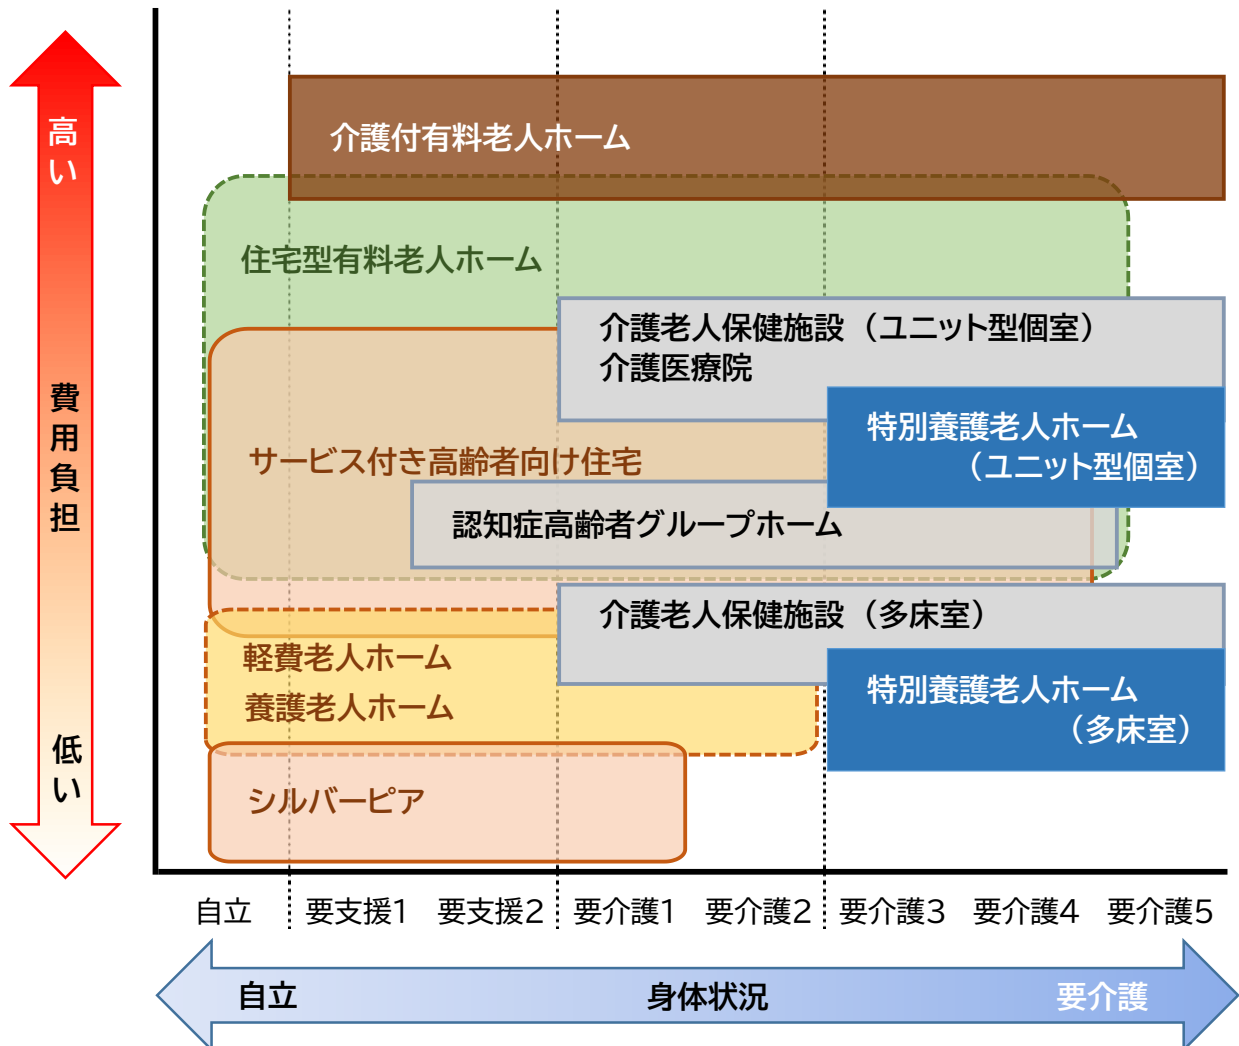 高い
費用負担
低い
介護付有料老人ホーム
住宅型有料老人ホーム
介護老人保健施設（ユニット型個室）
介護医療院
特別養護老人ホーム
（ユニット型個室）
サービス付き高齢者向け住宅
認知症高齢者グループホーム
介護老人保健施設（多床室）
軽費老人ホーム
養護老人ホーム
特別養護老人ホーム
（多床室）
シルバーピア
自立 要支援1 要支援2 要介護1 要介護2 要介護3 要介護4 要介護5
自立 身体状況 要介護